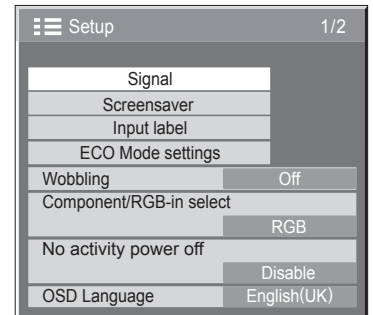 Setup 1/2
Signal
Screensaver
Input label
ECO Mode settings
Wobbling Off
Component/RGB-in select
RGB
No activity power off
Disable
OSD Language English(UK)